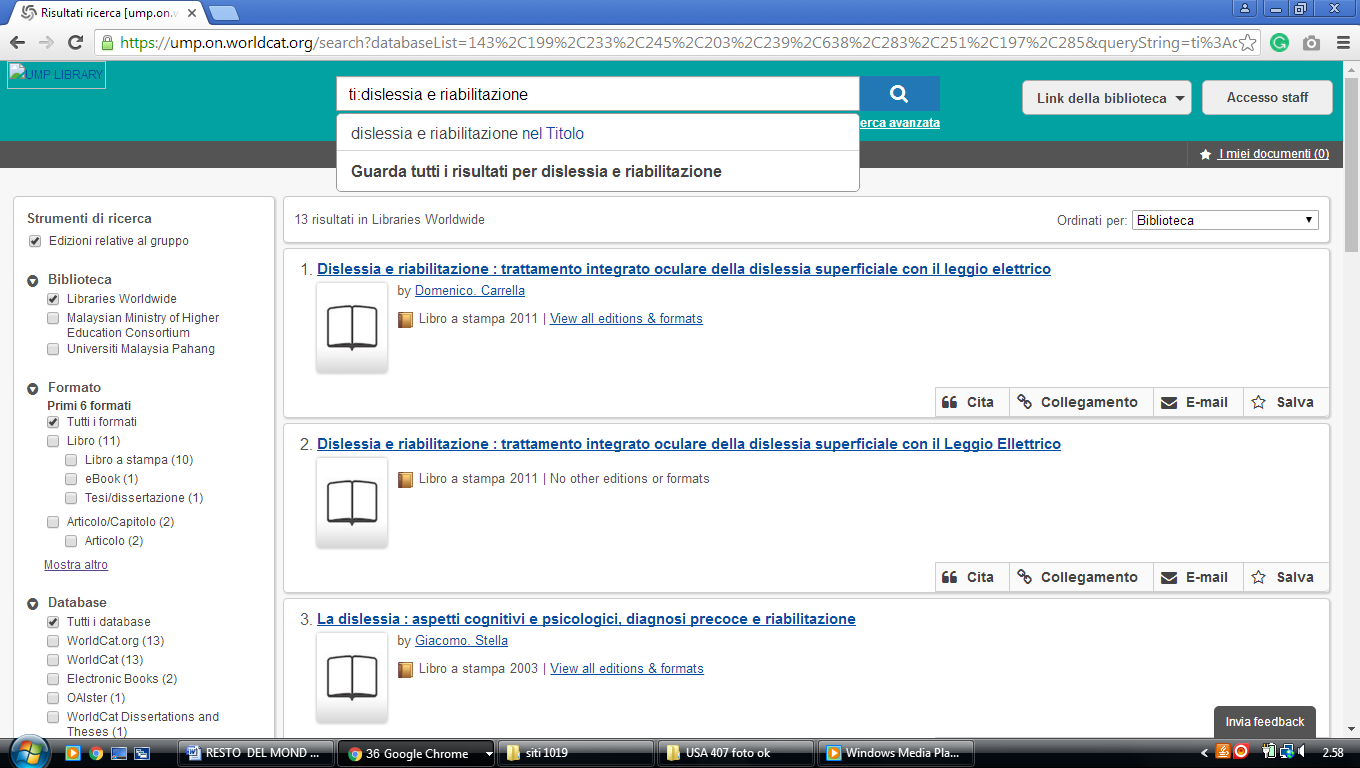 Risultati ricerca [ump.on.w
https://ump.on.worldcat.org/search?databaseList=143%2C199%2C233%2C245%2C203%2C239%2C638%2C283%2C251%2C197%2C285&queryString=ti%3Ad
UMP LIBRARY
ti:dislessia e riabilitazione
Link della biblioteca
Accesso staff
erca avanzata
dislessia e riabilitazione nel Titolo
Guarda tutti i risultati per dislessia e riabilitazione
I miei documenti (0)
Strumenti di ricerca
Edizioni relative al gruppo
Biblioteca
Libraries Worldwide
Malaysian Ministry of Higher
Education Consortium
Universiti Malaysia Pahang
Formato
Primi 6 formati
Tutti i formati
Libro (11)
Libro a stampa (10)
eBook (1)
Tesi/dissertazione (1)
Articolo/Capitolo (2)
Articolo (2)
Mostra altro
Database
Tutti i database
WorldCat.org (13)
WorldCat (13)
Electronic Books (2)
OAIster (1)
WorldCat Dissertations and
Theses (1)
13 risultati in Libraries Worldwide
Ordinati per: Biblioteca
1. Dislessia e riabilitazione : trattamento integrato oculare della dislessia superficiale con il leggio elettrico
by Domenico. Carrella
Libro a stampa 2011 | View all editions & formats
Cita Collegamento E-mail Salva
2. Dislessia e riabilitazione : trattamento integrato oculare della dislessia superficiale con il Leggio Ellettrico
Libro a stampa 2011 | No other editions or formats
Cita Collegamento E-mail Salva
3. La dislessia : aspetti cognitivi e psicologici, diagnosi precoce e riabilitazione
by Giacomo. Stella
Libro a stampa 2003 | View all editions & formats
Invia feedback
RESTO DEL MOND ...
36 Google Chrome
siti 1019
USA 407 foto ok
Windows Media Pla...
2.58